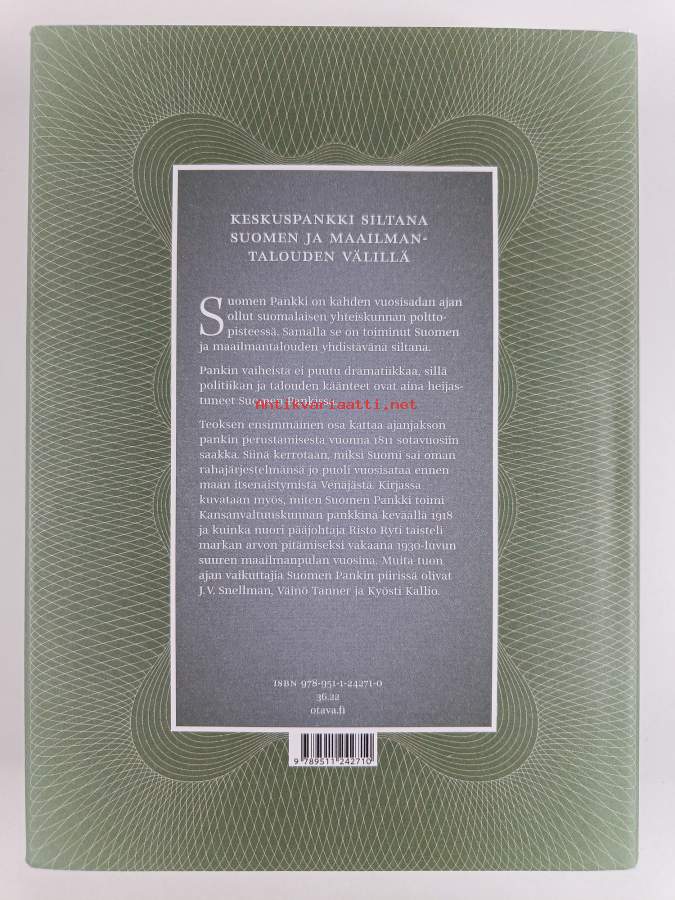 KESKUSPANKKI SILTANA
SUOMEN JA MAAILMAN-
TALOUDEN VÄLILLÄ
Suomen Pankki on kahden vuosisadan ajan
ollut suomalaisen yhteiskunnan poltto-
pisteessä. Samalla se on toiminut Suomen
ja maailmantalouden yhdistävänä siltana.
Pankin vaiheista ei puutu dramatiikkaa, sillä
politiikan ja talouden käänteet ovat aina heijas-
tuneet Suomen Pankissa.
antikvariaatti.net
Teoksen ensimmäinen osa kattaa ajanjakson
pankin perustamisesta vuonna 1811 sotavuosiin
saakka. Siinä kerrotaan, miksi Suomi sai oman
rahajärjestelmänsä jo puoli vuosisataa ennen
maan itsenäistymistä Venäjästä. Kirjassa
kuvataan myös, miten Suomen Pankki toimi
Kansanvaltuuskunnan pankkina keväällä 1918
ja kuinka nuori pääjohtaja Risto Ryti taisteli
markan arvon pitämiseksi vakaana 1930-luvun
suuren maailmanpulan vuosina. Muita tuon
ajan vaikuttajia Suomen Pankin piirissä olivat
J.V. Snellman, Väinö Tanner ja Kyösti Kallio.
ISBN 978-951-1-24271-0
36.22
otava.fi
9 789511 242710